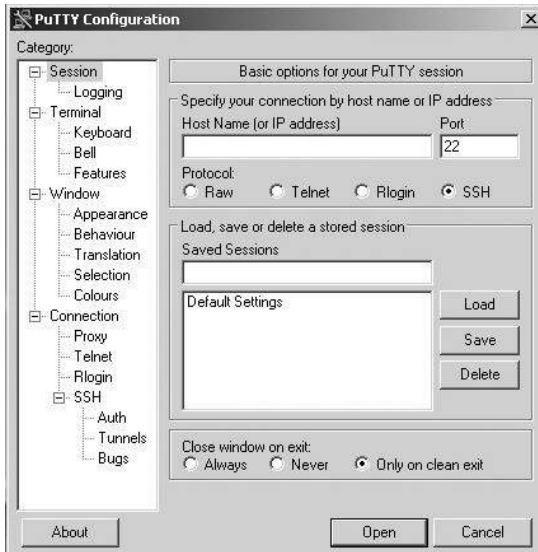 PuTTY Configuration
Category:
Session
Logging
Terminal
Keyboard
Bell
Features
Window
Appearance
Behaviour
Translation
Selection
Colours
Connection
Proxy
Telnet
Rlogin
SSH
Auth
Tunnels
Bugs
Basic options for your PuTTY session
Specify your connection by host name or IP address
Host Name (or IP address) Port
22
Protocol:
Raw Telnet Rlogin SSH
Load, save or delete a stored session
Saved Sessions
Default Settings
Load
Save
Delete
Close window on exit:
Always Never Only on clean exit
About Open Cancel